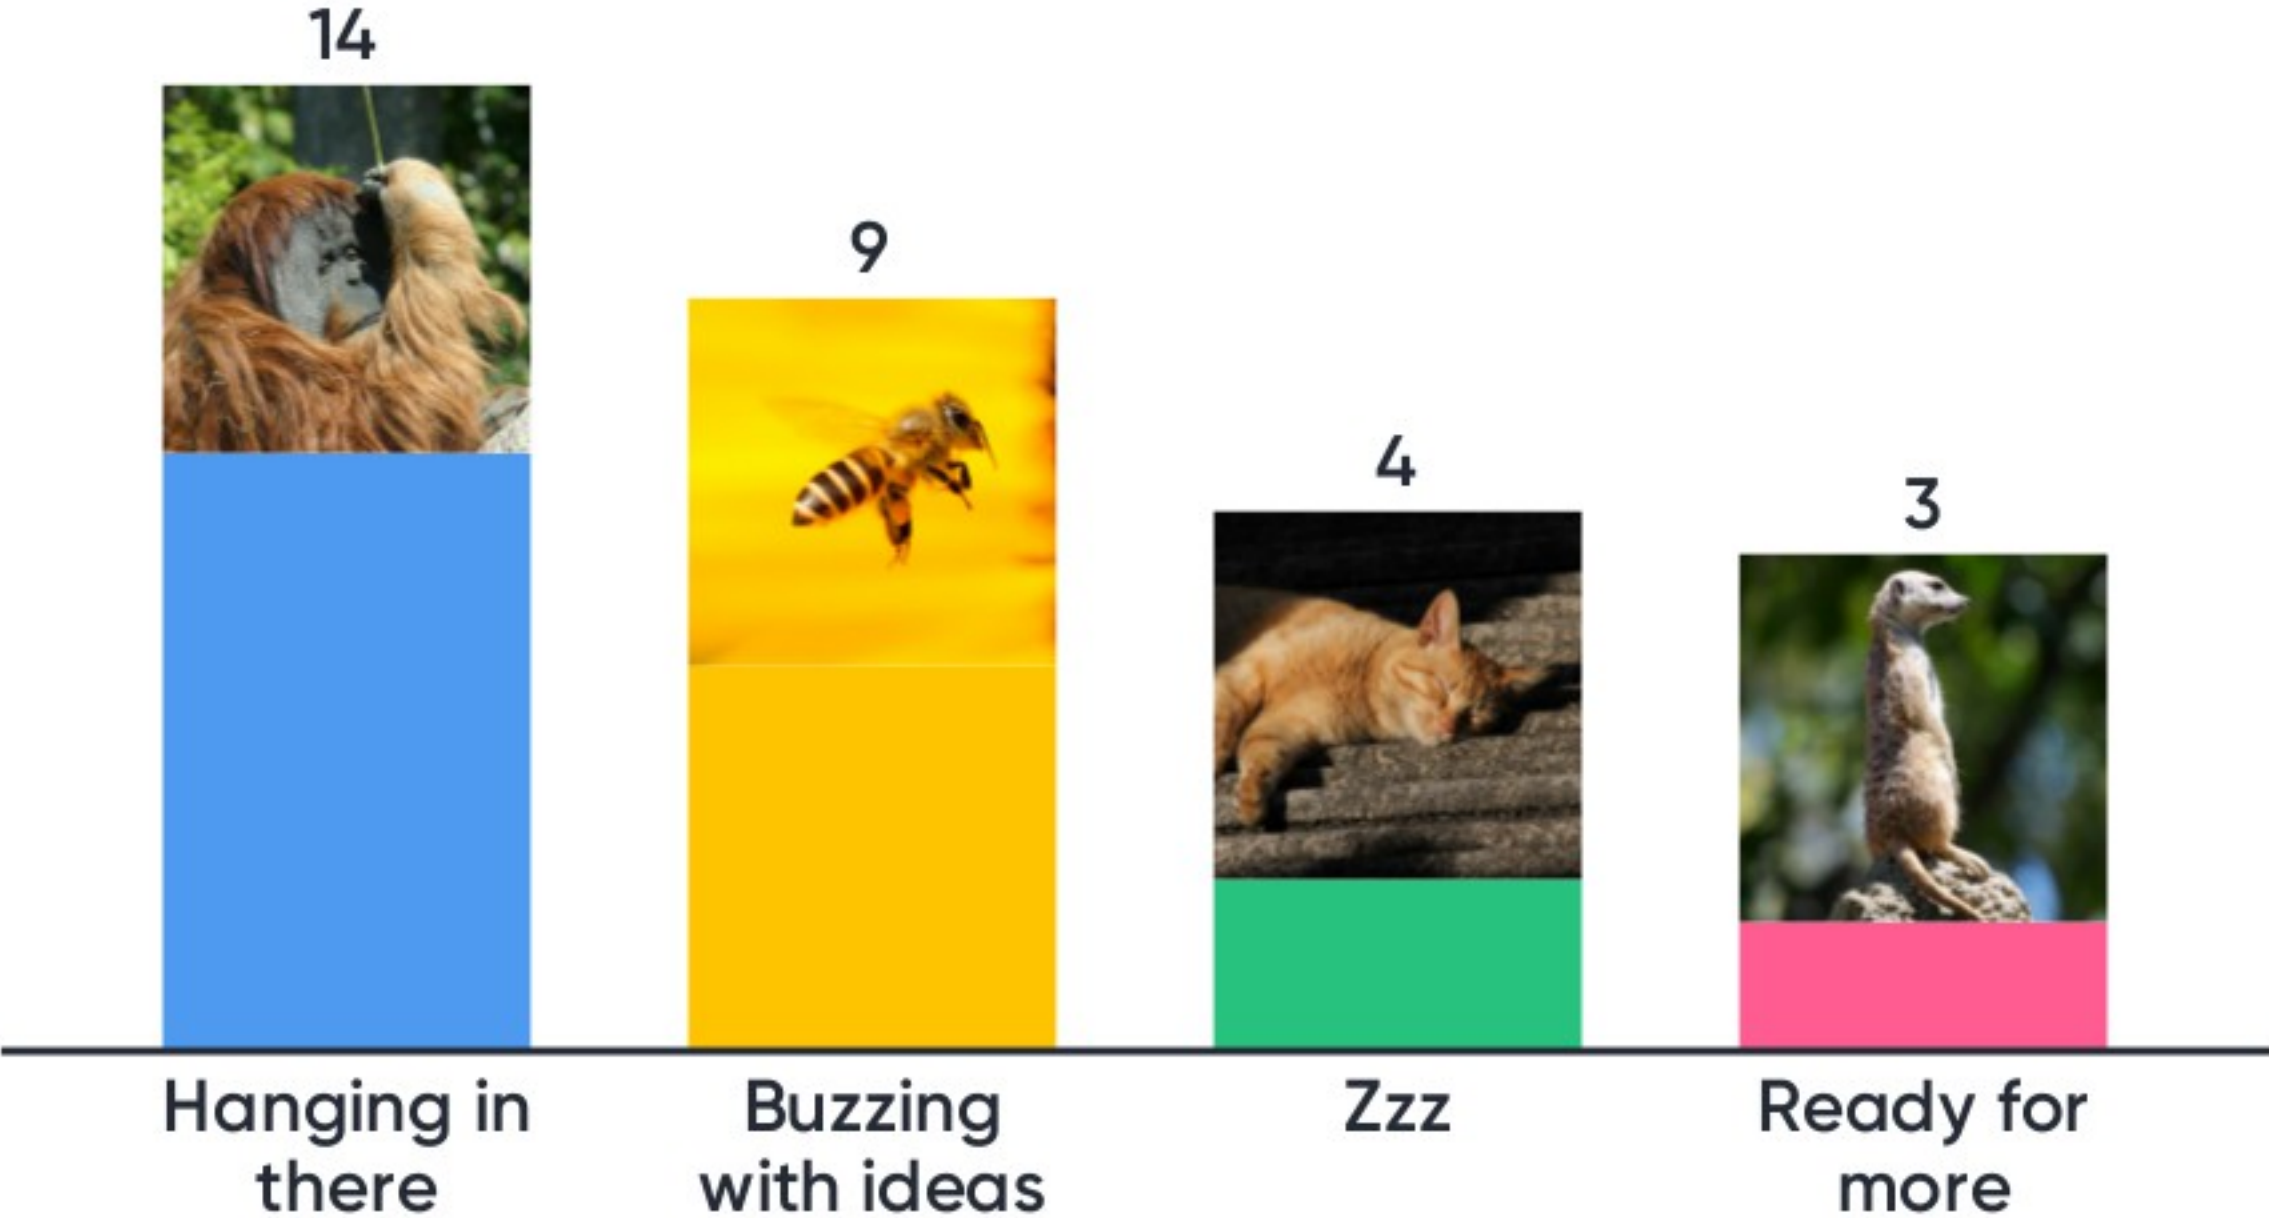 14
9
4
3
Hanging in
there
Buzzing
with ideas
Zzz
Ready for
more